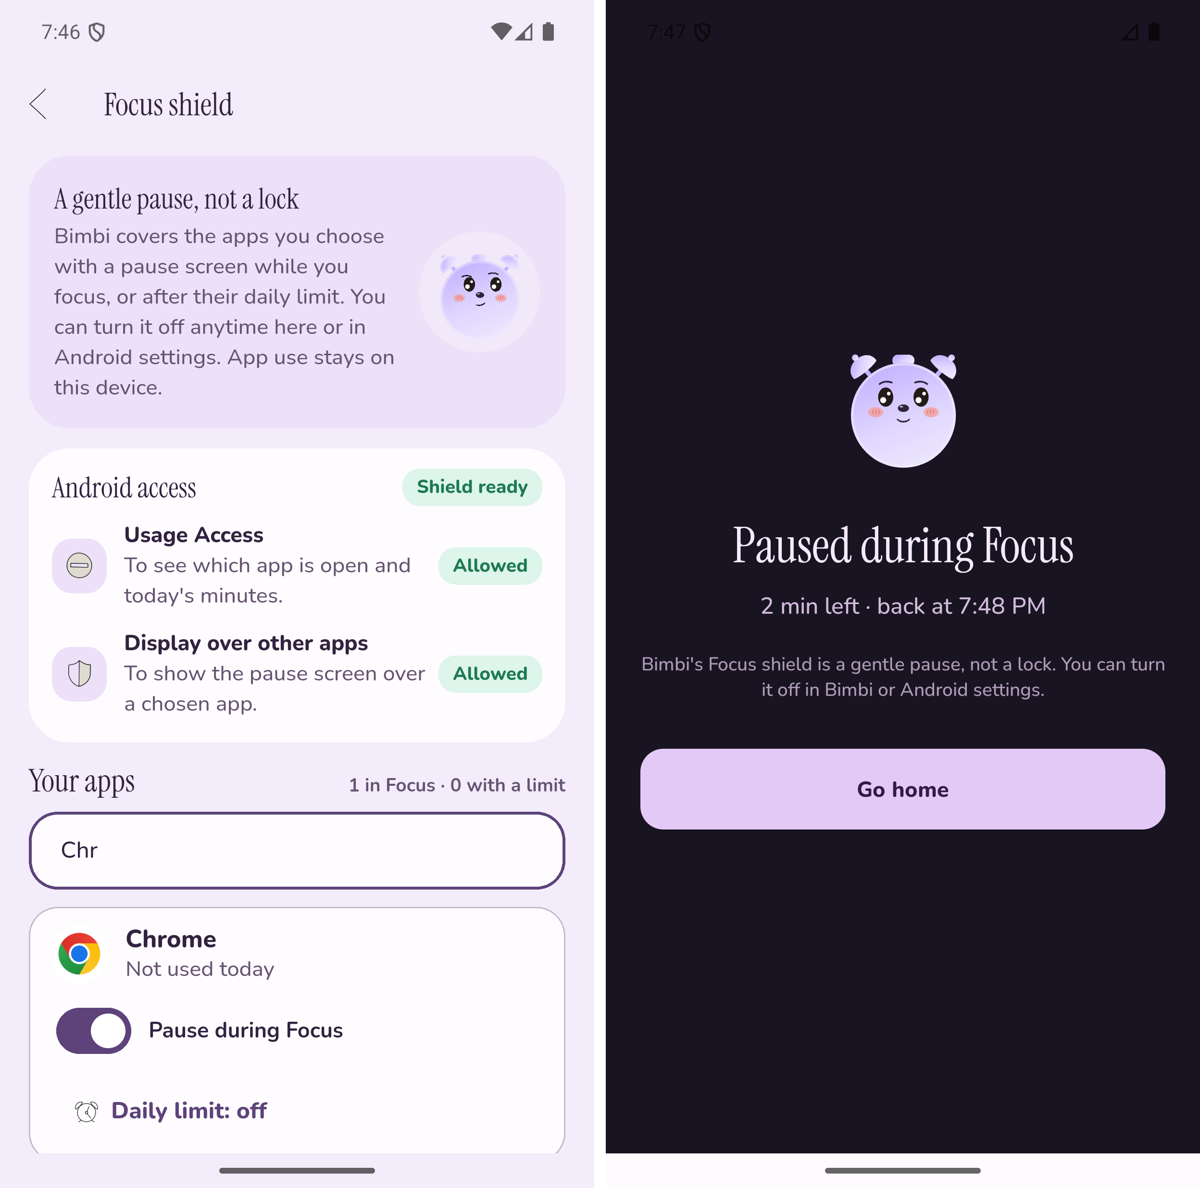 7:46
Focus shield
A gentle pause, not a lock
Bimbi covers the apps you choose
with a pause screen while you
focus, or after their daily limit. You
can turn it off anytime here or in
Android settings. App use stays on
this device.
Android access
Shield ready
Usage Access
To see which app is open and
today's minutes.
Allowed
Display over other apps
To show the pause screen over
a chosen app.
Allowed
Your apps
1 in Focus · 0 with a limit
Chr
Chrome
Not used today
Pause during Focus
Daily limit: off
7:47
Paused during Focus
2 min left · back at 7:48 PM
Bimbi's Focus shield is a gentle pause, not a lock. You can turn
it off in Bimbi or Android settings.
Go home